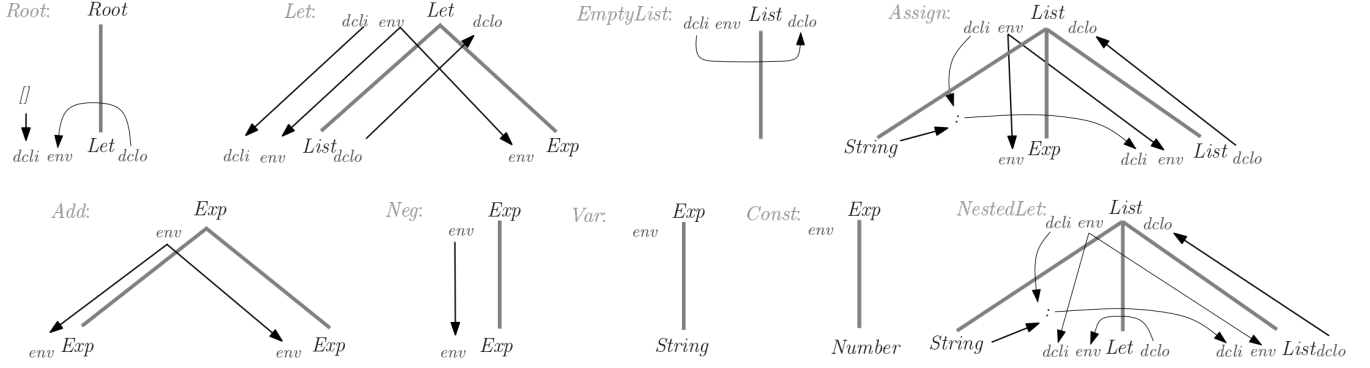 Root: Root
[]
dcli env Let dclo
Let: Let
dcli env dclo
dcli env List dclo env Exp
EmptyList: List
dcli env dclo
Assign: List
dcli env dclo
:
String env Exp dcli env List dclo
Add: Exp
env
env Exp env Exp
Neg: Exp
env
env Exp
Var: Exp
env
String
Const: Exp
env
Number
NestedLet: List
dcli env dclo
:
String dcli env Let dclo dcli env List dclo